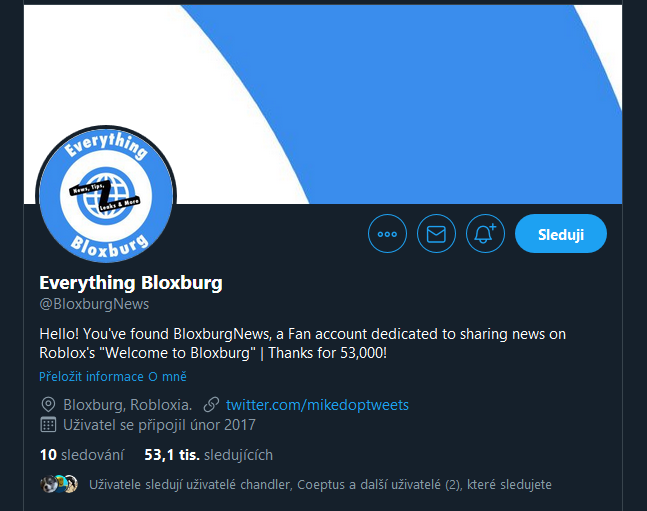 Everything
News, Tips,
Leaks & More
Bloxburg
Sleduji
Everything Bloxburg
@BloxburgNews
Hello! You've found BloxburgNews, a Fan account dedicated to sharing news on
Roblox's "Welcome to Bloxburg" | Thanks for 53,000!
Přeložit informace O mně
Bloxburg, Robloxia. twitter.com/mikedoptweets
Uživatel se připojil únor 2017
10 sledování 53,1 tis. sledujících
Uživatele sledují uživatelé chandler, Coeptus a další uživatelé (2), které sledujete